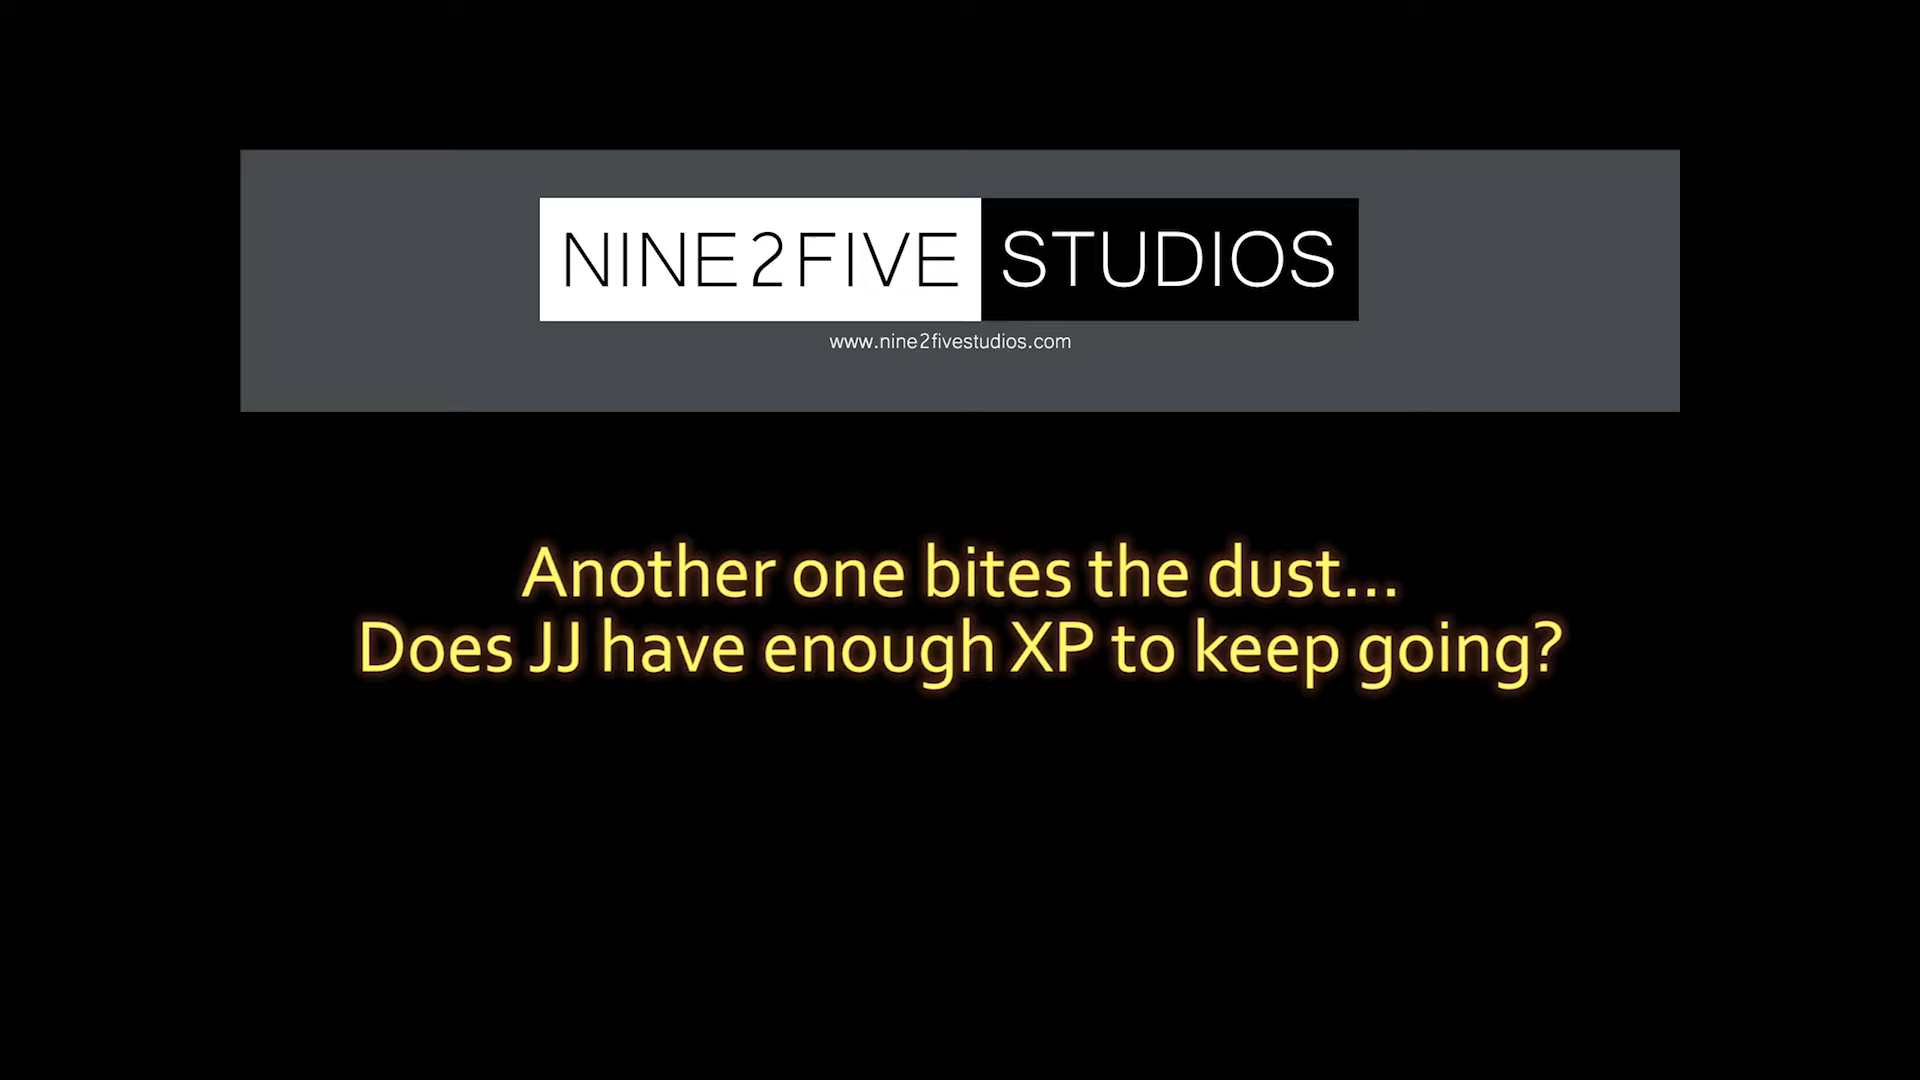 NINE2FIVE STUDIOS
www.nine2fivestudios.com
Another one bites the dust...
Does JJ have enough XP to keep going?